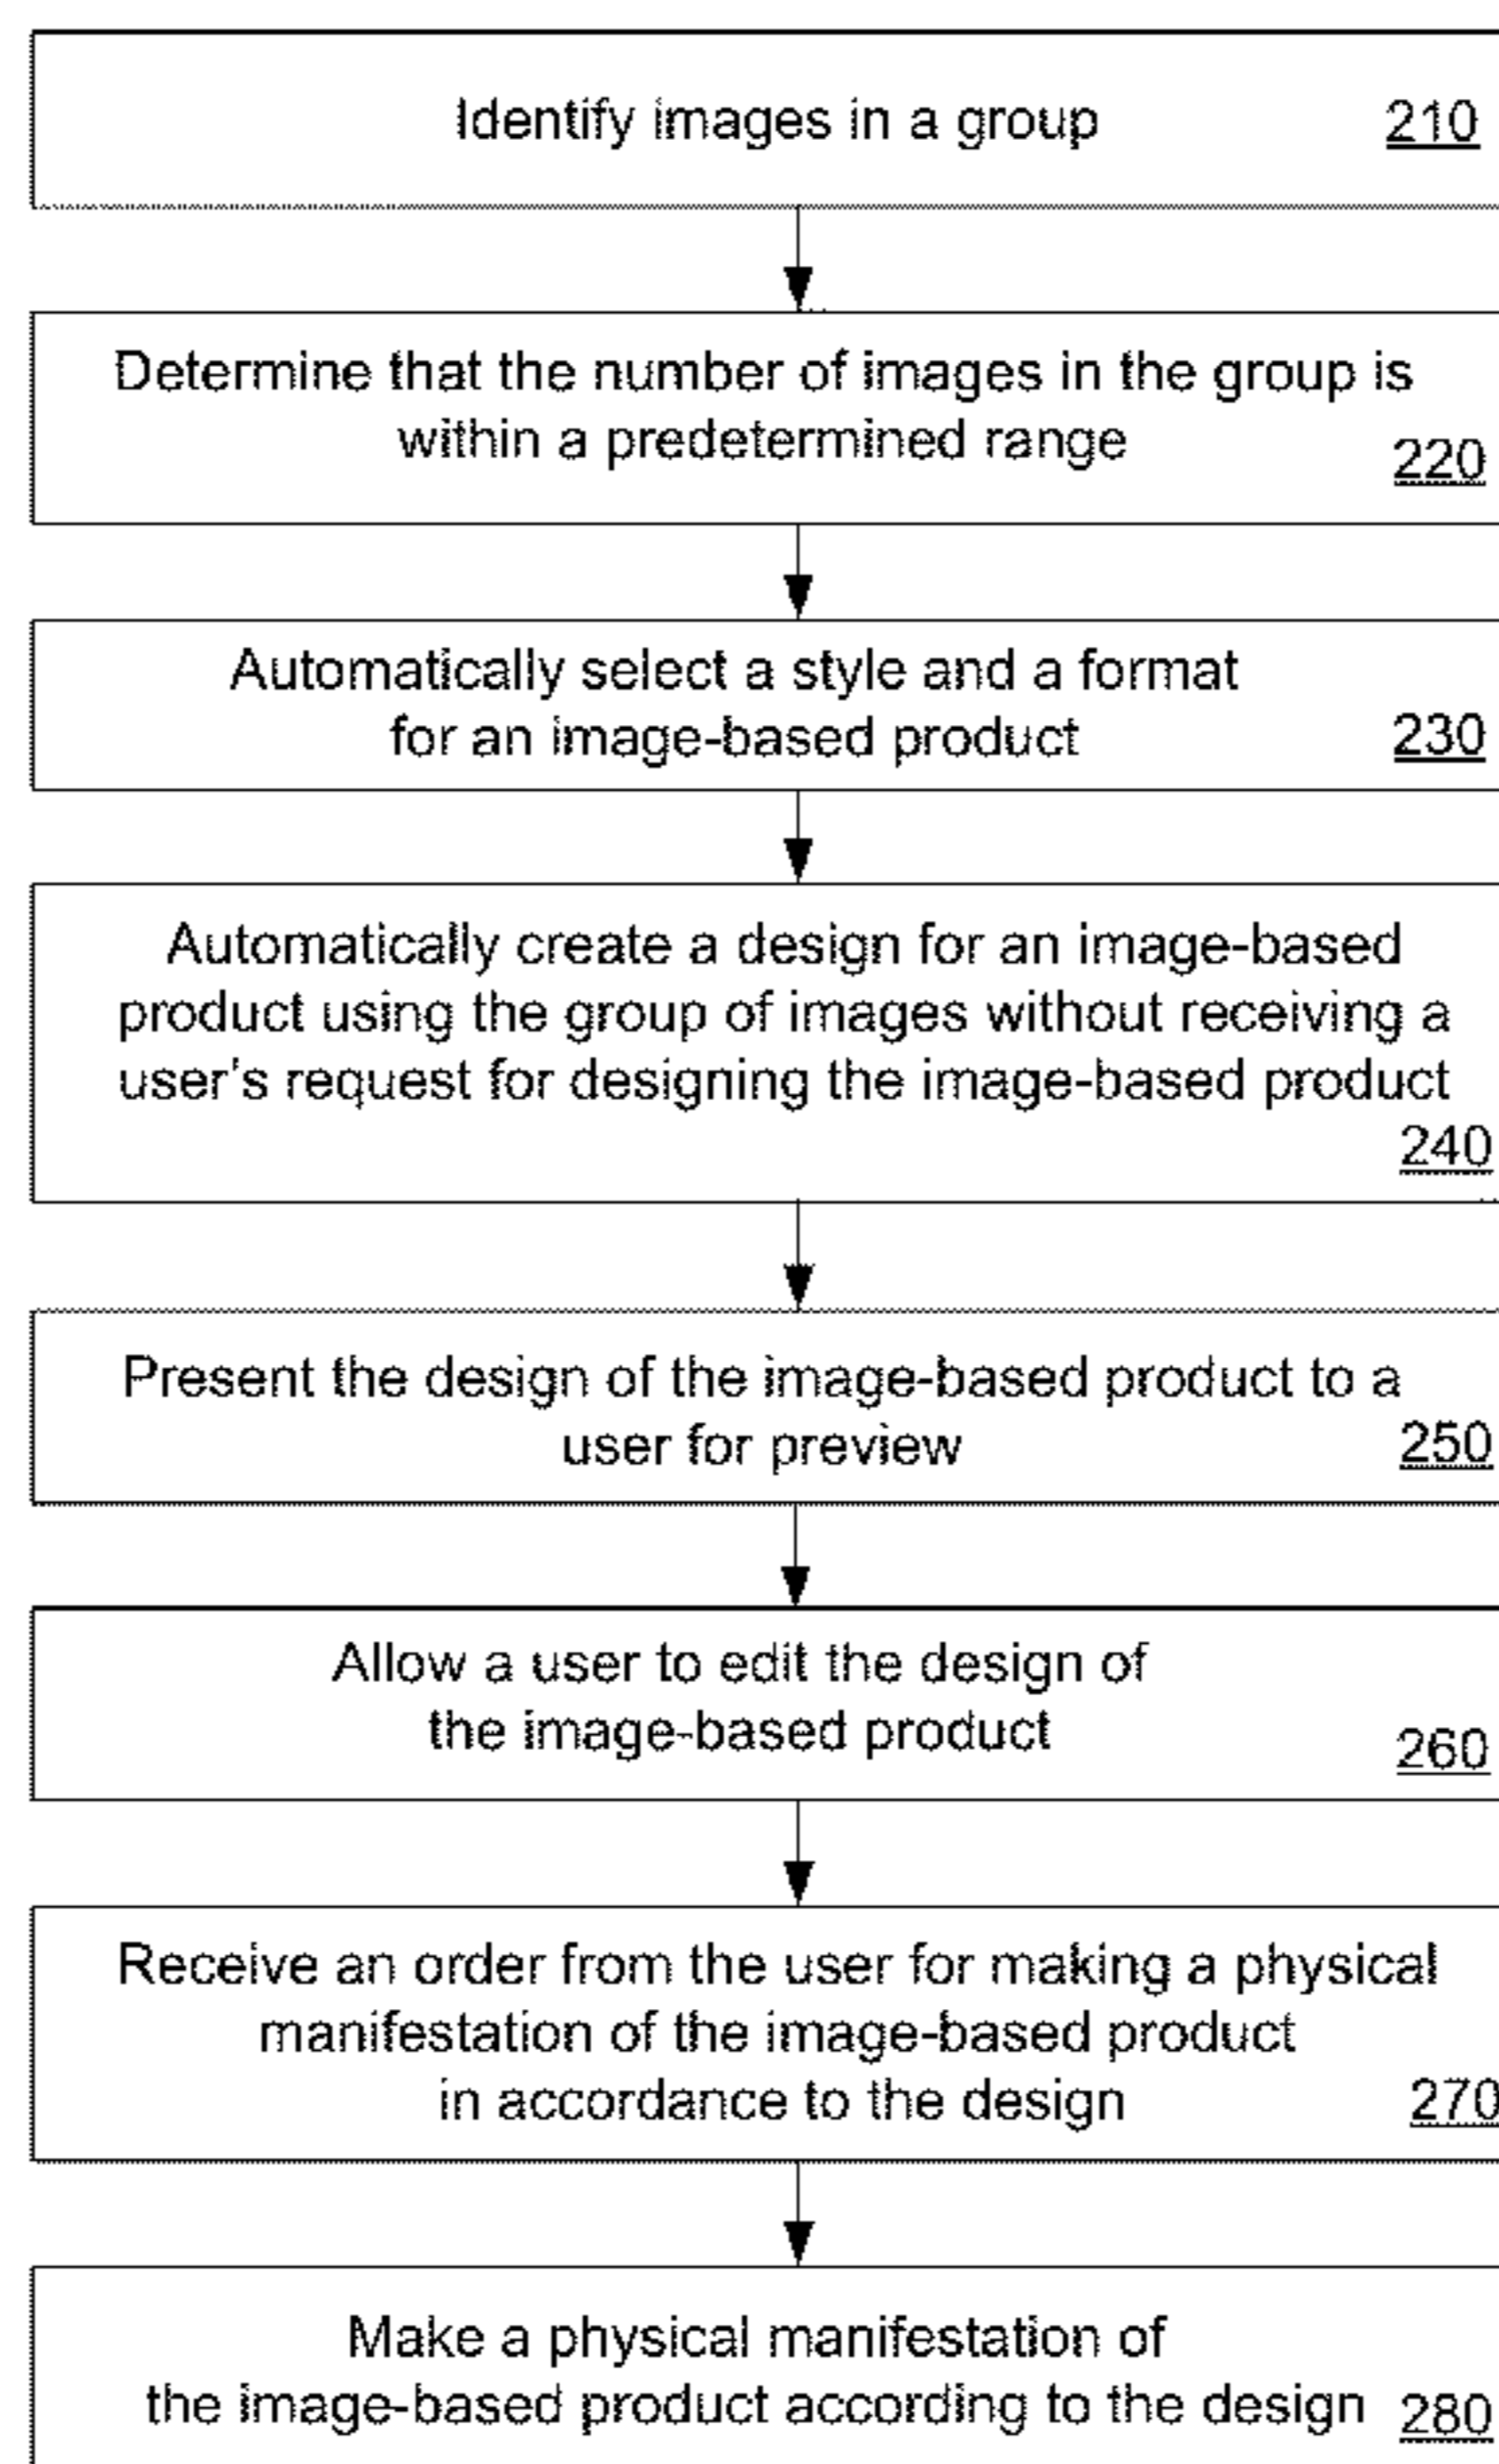 Identify images in a group 210
Determine that the number of images in the group is
within a predetermined range 220
Automatically select a style and a format
for an image-based product 230
Automatically create a design for an image-based
product using the group of images without receiving a
user's request for designing the image-based product
240
Present the design of the image-based product to a
user for preview 250
Allow a user to edit the design of
the image-based product 260
Receive an order from the user for making a physical
manifestation of the image-based product
in accordance to the design 270
Make a physical manifestation of
the image-based product according to the design 280